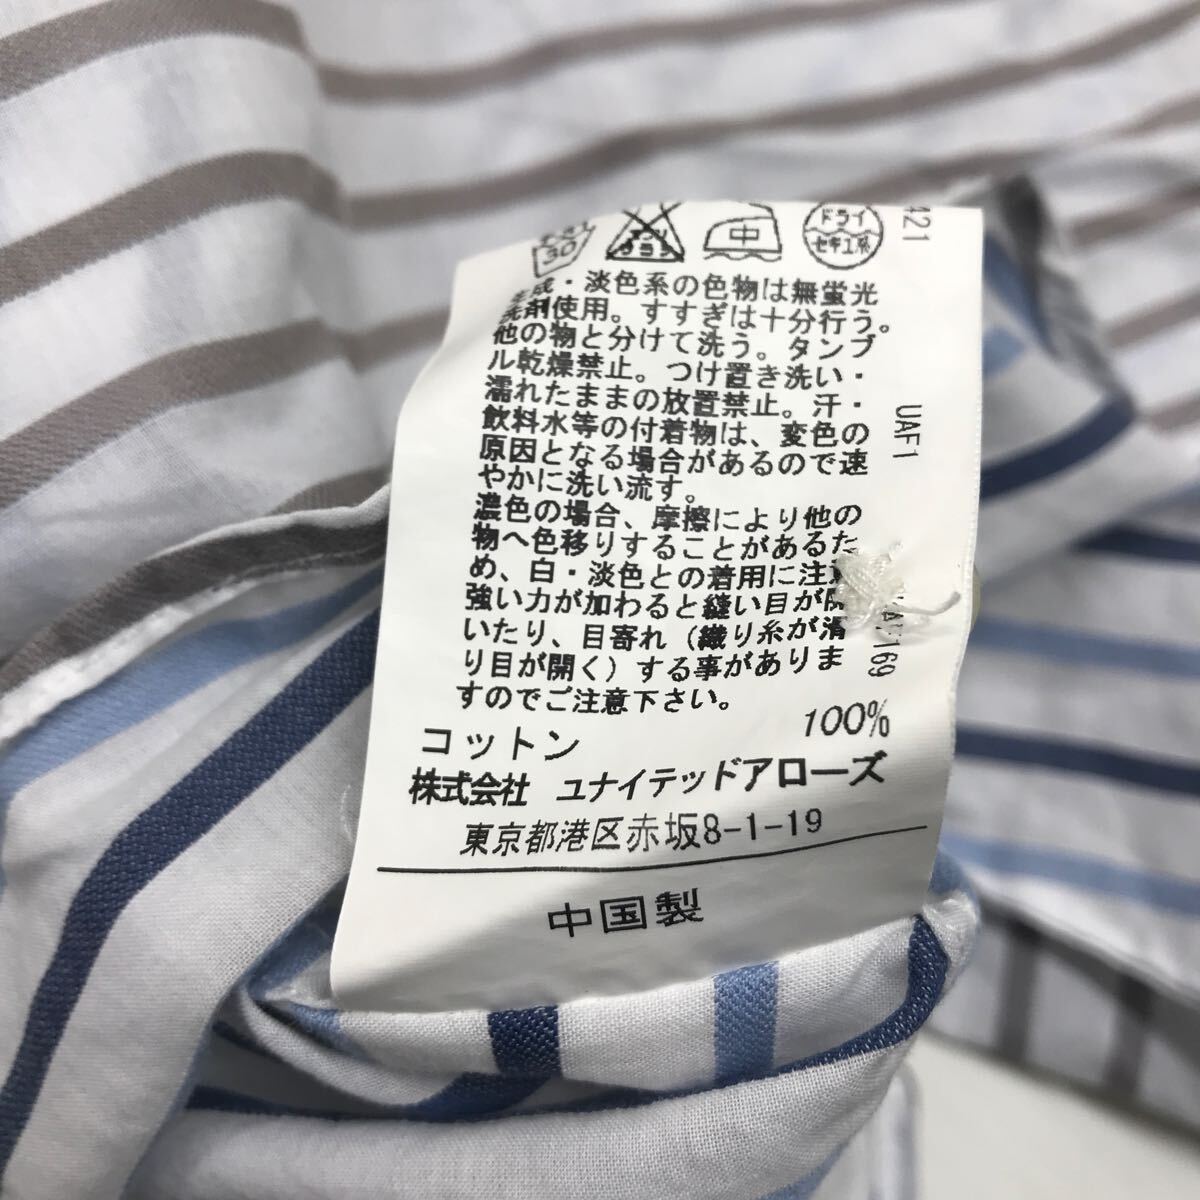 30
中
ドライ
セキユ系
生成・淡色系の色物は無蛍光
洗剤使用。すすぎは十分行う。
他の物と分けて洗う。タンブ
ル乾燥禁止。つけ置き洗い・
濡れたままの放置禁止。汗・
飲料水等の付着物は、変色の
原因となる場合があるので速
やかに洗い流す。
濃色の場合、摩擦により他の
物へ色移りすることがあるた
め、白・淡色との着用に注
強い力が加わると縫い目が開
いたり、目寄れ（織り糸が滑
り目が開く）する事がありま
すのでご注意下さい。
コットン 100%
株式会社 ユナイテッドアローズ
東京都港区赤坂8-1-19
中国製
421
UAF1
169